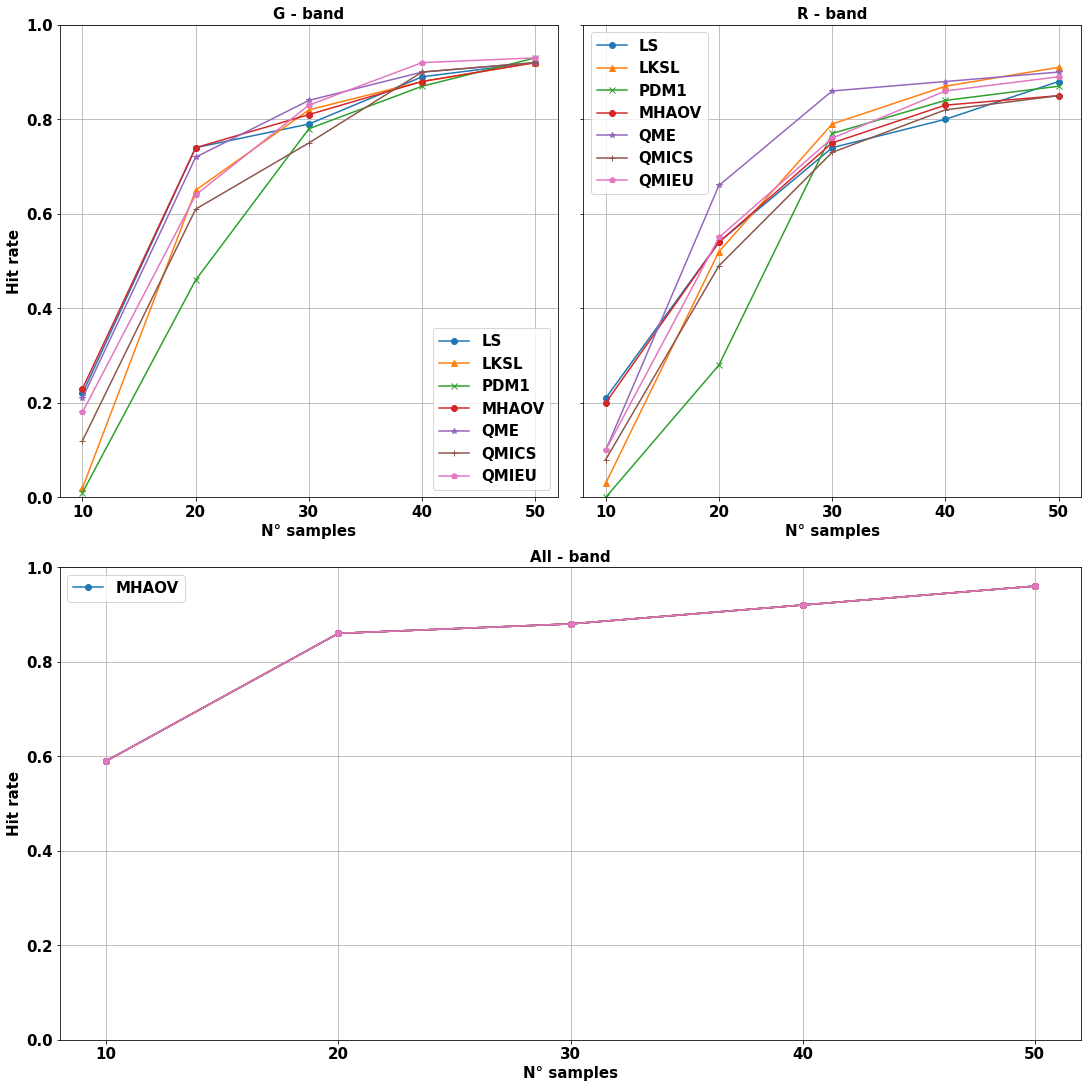 G - band
1.0
0.8
0.6
0.4
0.2
0.0
Hit rate
10 20 30 40 50
N° samples
LS
LKSL
PDM1
MHAOV
QME
QMICS
QMIEU
R - band
LS
LKSL
PDM1
MHAOV
QME
QMICS
QMIEU
10 20 30 40 50
N° samples
All - band
MHAOV
1.0
0.8
0.6
0.4
0.2
0.0
Hit rate
10 20 30 40 50
N° samples